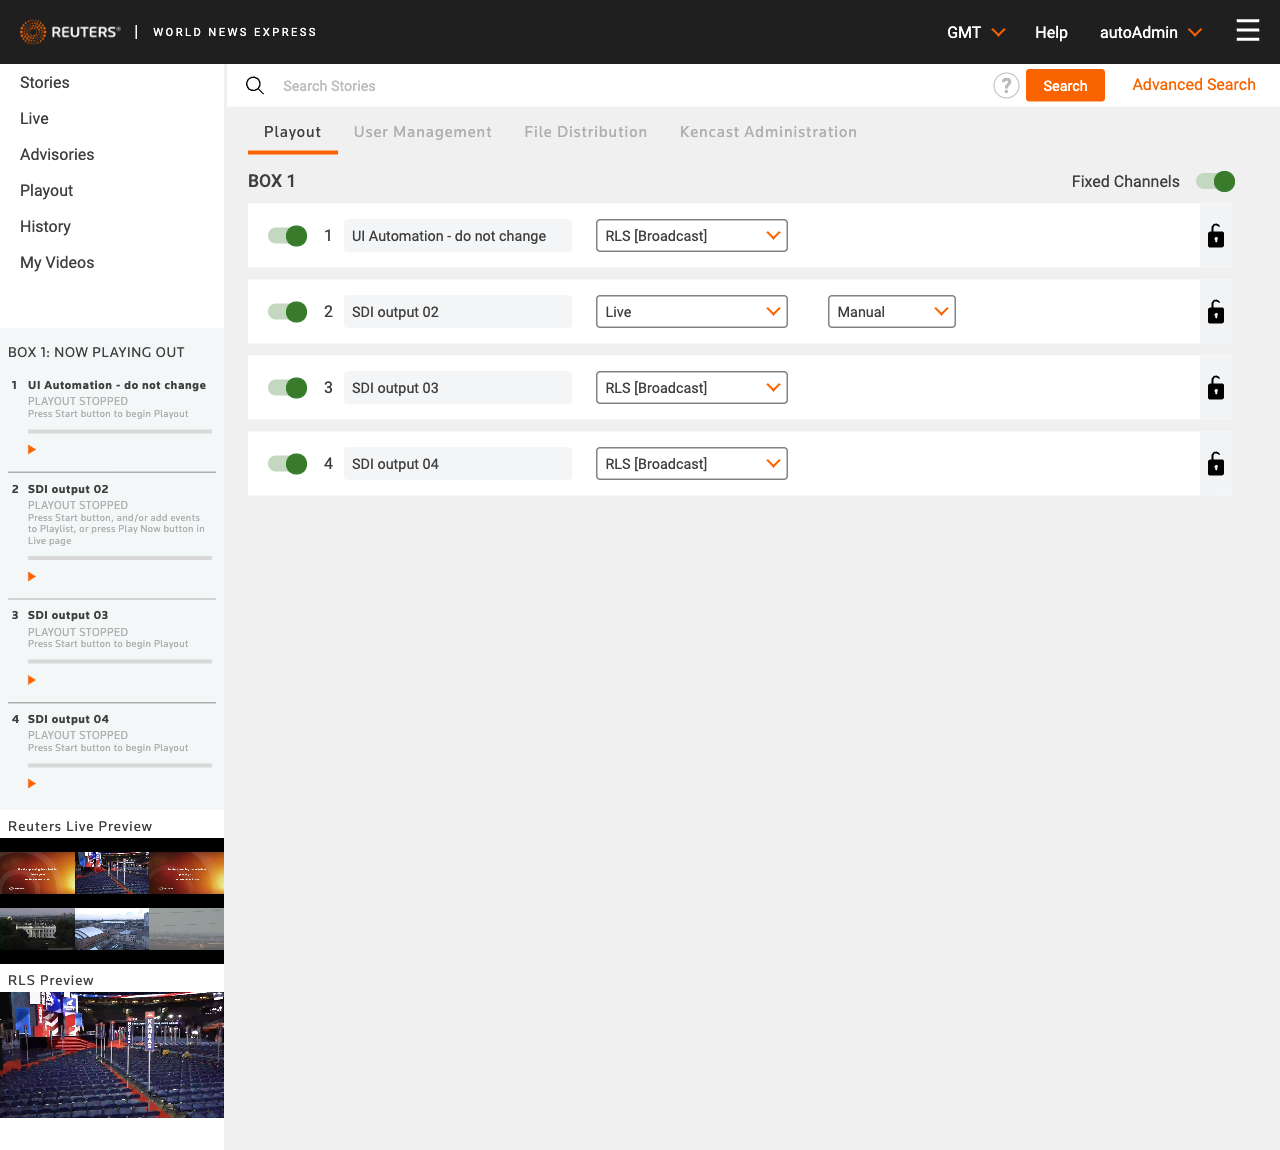 REUTERS® | WORLD NEWS EXPRESS
GMT
Help
autoAdmin
Stories
Live
Advisories
Playout
History
My Videos
Search Stories
?
Search
Advanced Search
Playout
User Management
File Distribution
Kencast Administration
BOX 1
Fixed Channels
1
UI Automation - do not change
RLS [Broadcast]
2
SDI output 02
Live
Manual
3
SDI output 03
RLS [Broadcast]
4
SDI output 04
RLS [Broadcast]
BOX 1: NOW PLAYING OUT
1 UI Automation - do not change
PLAYOUT STOPPED
Press Start button to begin Playout
2 SDI output 02
PLAYOUT STOPPED
Press Start button, and/or add events
to Playlist, or press Play Now button in
Live page
3 SDI output 03
PLAYOUT STOPPED
Press Start button to begin Playout
4 SDI output 04
PLAYOUT STOPPED
Press Start button to begin Playout
Reuters Live Preview
RLS Preview
KANSAS